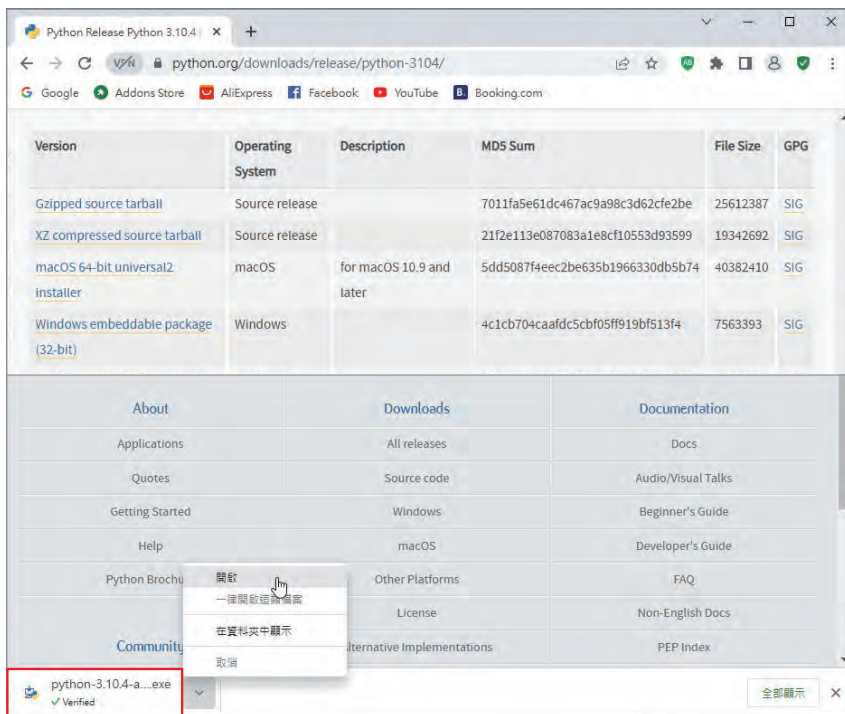 Python Release Python 3.10.4
python.org/downloads/release/python-3104/
Google Addons Store AliExpress Facebook YouTube Booking.com
Version Operating System Description MD5 Sum File Size GPG
Gzipped source tarball Source release 7011fa5e61dc467ac9a98c3d62cfe2be 25612387 SIG
XZ compressed source tarball Source release 21f2e113e087083a1e8cf10553d93599 19342692 SIG
macOS 64-bit universal2 macOS for macOS 10.9 and 5dd5087f4eec2be635b1966330db5b74 40382410 SIG
installer later
Windows embeddable package Windows 4c1cb704caafdc5cbf05ff919bf513f4 7563393 SIG
(32-bit)
About Downloads Documentation
Applications All releases Docs
Quotes Source code Audio/Visual Talks
Getting Started Windows Beginner's Guide
Help macOS Developer's Guide
Python Brochu Other Platforms FAQ
License Non-English Docs
Community lternative Implementations PEP Index
開啟
一律開啟這類檔案
在資料夾中顯示
取消
python-3.10.4-a....exe
Verified
全部顯示